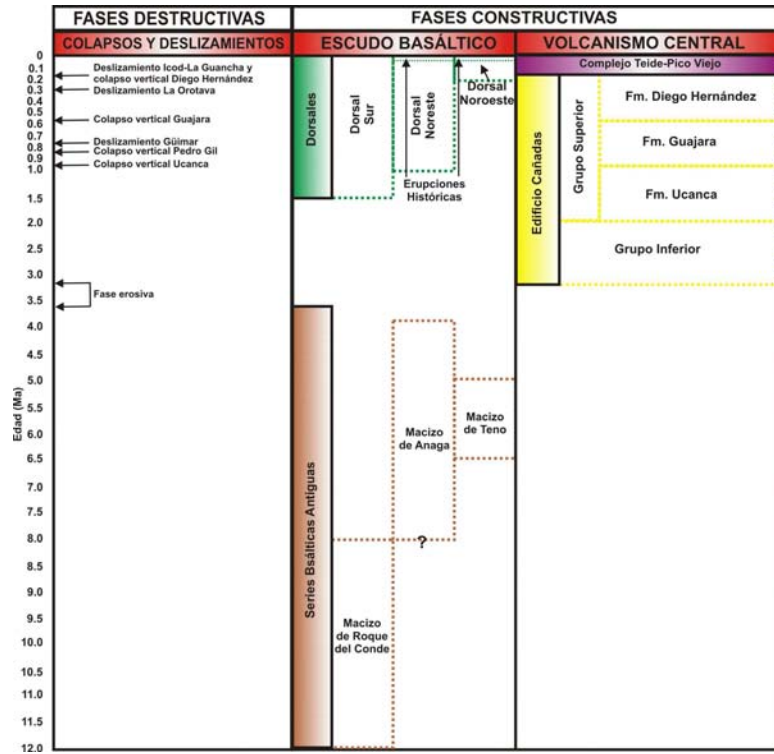 FASES DESTRUCTIVAS
FASES CONSTRUCTIVAS
COLAPSOS Y DESLIZAMIENTOS
ESCUDO BASÁLTICO
VOLCANISMO CENTRAL
0
0.1
0.2
0.3
0.4
0.5
0.6
0.7
0.8
0.9
1.0
1.5
2.0
2.5
3.0
3.5
4.0
5.0
5.5
6.0
6.5
7.0
7.5
8.0
8.5
9.0
9.5
10.0
10.5
11.0
11.5
12.0
Edad (Ma)
Deslizamiento Icod-La Guancha y
colapso vertical Diego Hernández
Deslizamiento La Orotava
Colapso vertical Guajara
Deslizamiento Güimar
Colapso vertical Pedro Gil
Colapso vertical Ucanca
Fase erosiva
Dorsales
Dorsal
Sur
Dorsal
Noreste
Dorsal
Noroeste
Erupciones
Históricas
Series Bsálticas Antiguas
Macizo
de Anaga
Macizo
de Teno
?
Macizo
de Roque
del Conde
Complejo Teide-Pico Viejo
Edificio Cañadas
Grupo Superior
Fm. Diego Hernández
Fm. Guajara
Fm. Ucanca
Grupo Inferior